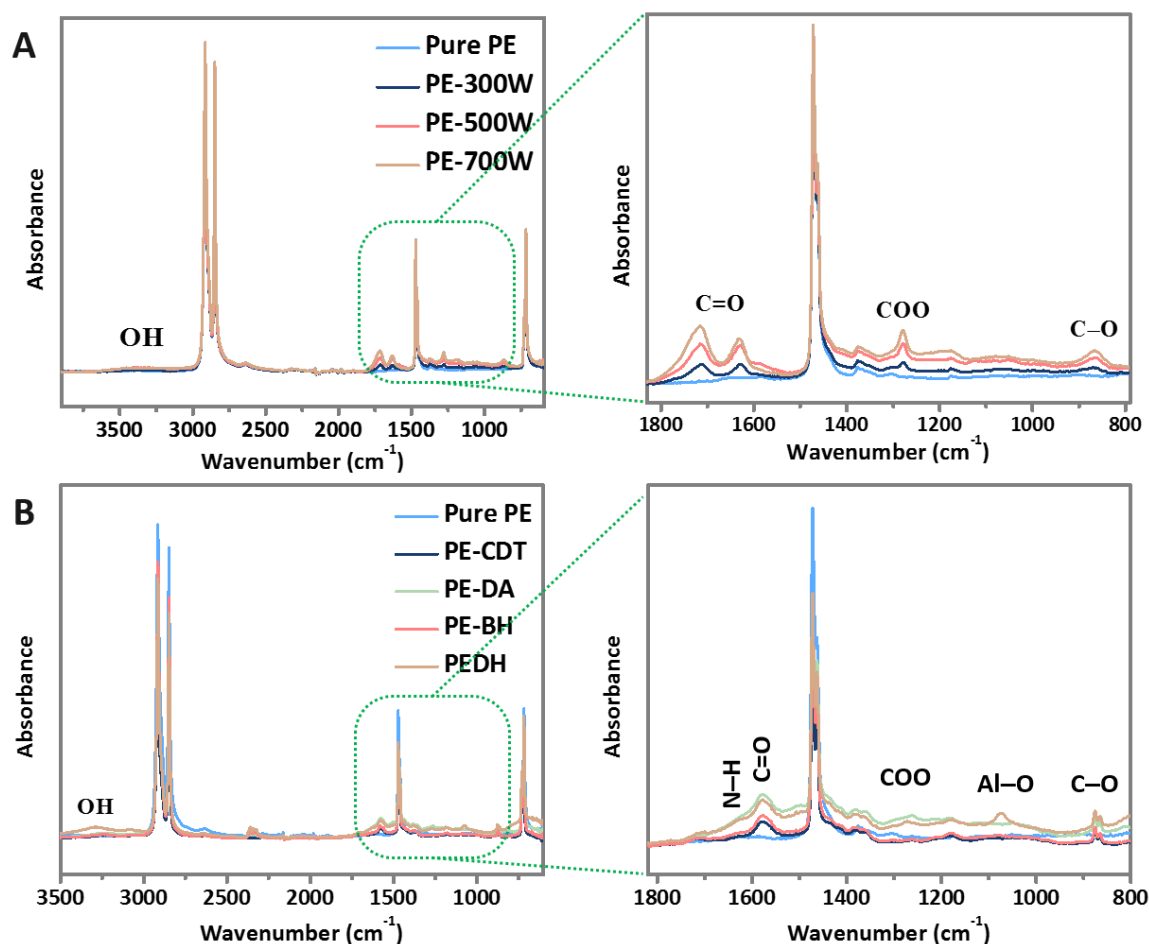 A
Absorbance
OH
Pure PE
PE-300W
PE-500W
PE-700W
3500 3000 2500 2000 1500 1000
Wavenumber (cm⁻¹)
Absorbance
C=O
COO
C–O
1800 1600 1400 1200 1000 800
Wavenumber (cm⁻¹)
B
Absorbance
OH
Pure PE
PE-CDT
PE-DA
PE-BH
PEDH
3500 3000 2500 2000 1500 1000
Wavenumber (cm⁻¹)
Absorbance
N–H
C=O
COO
Al–O
C–O
1800 1600 1400 1200 1000 800
Wavenumber (cm⁻¹)